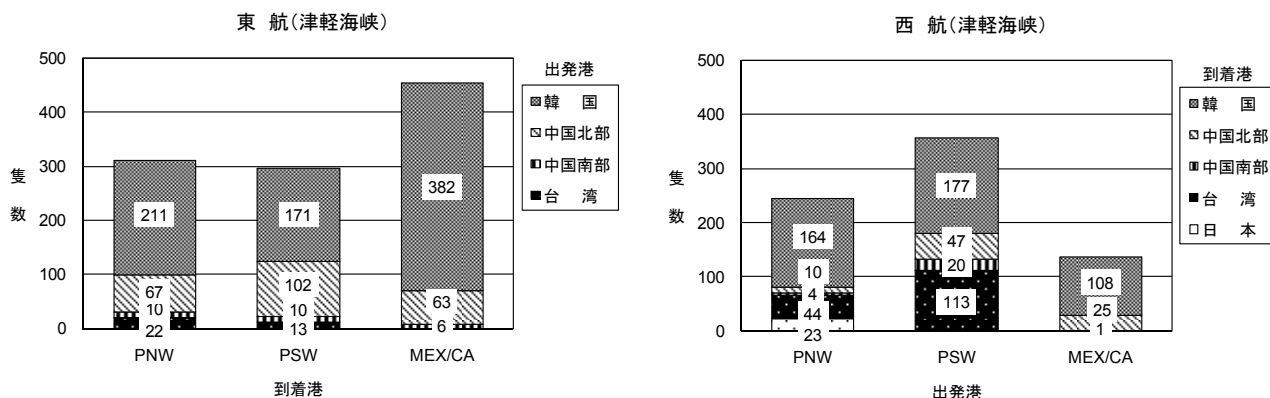 東 航(津軽海峡)
500
400
300
200
100
0
隻
数
211
67
10
22
171
102
10
13
382
63
6
PNW
PSW
MEX/CA
到着港
出発港
韓 国
中国北部
中国南部
台 湾
西 航(津軽海峡)
500
400
300
200
100
0
隻
数
164
10
4
44
23
177
47
20
113
108
25
1
PNW
PSW
MEX/CA
出発港
到着港
韓 国
中国北部
中国南部
台 湾
日 本